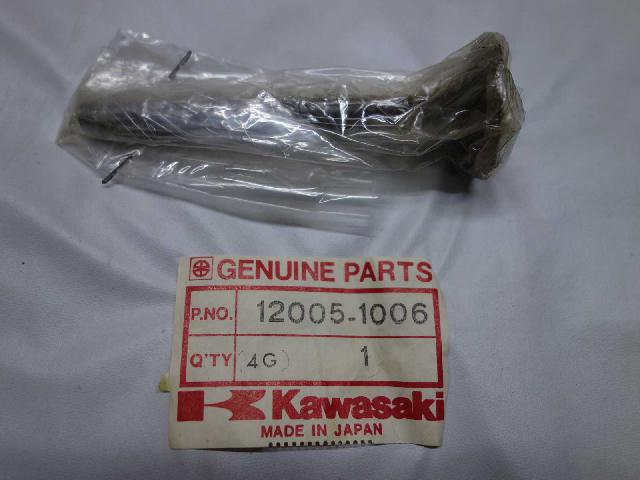 GENUINE PARTS
P.NO. 12005-1006
Q'TY (4G) 1
Kawasaki
MADE IN JAPAN